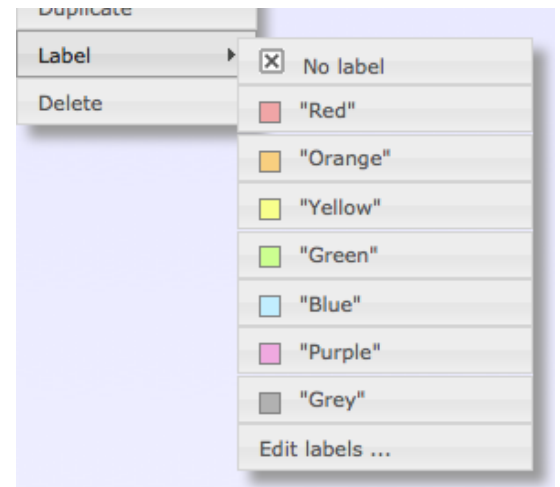 Duplicate
Label
Delete
No label
"Red"
"Orange"
"Yellow"
"Green"
"Blue"
"Purple"
"Grey"
Edit labels ...